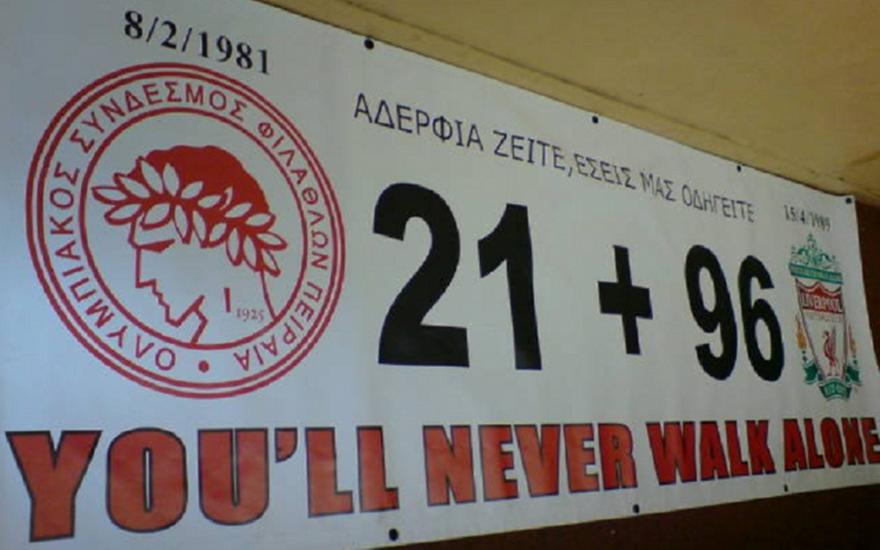 8/2/1981
ΟΛΥΜΠΙΑΚΟΣ ΣΥΝΔΕΣΜΟΣ ΦΙΛΑΘΛΩΝ ΠΕΙΡΑΙΑ
1925
ΑΔΕΡΦΙΑ ΖΕΙΤΕ,ΕΣΕΙΣ ΜΑΣ ΟΔΗΓΕΙΤΕ
15/4/1989
21 + 96
LIVERPOOL
YOU'LL NEVER WALK ALONE